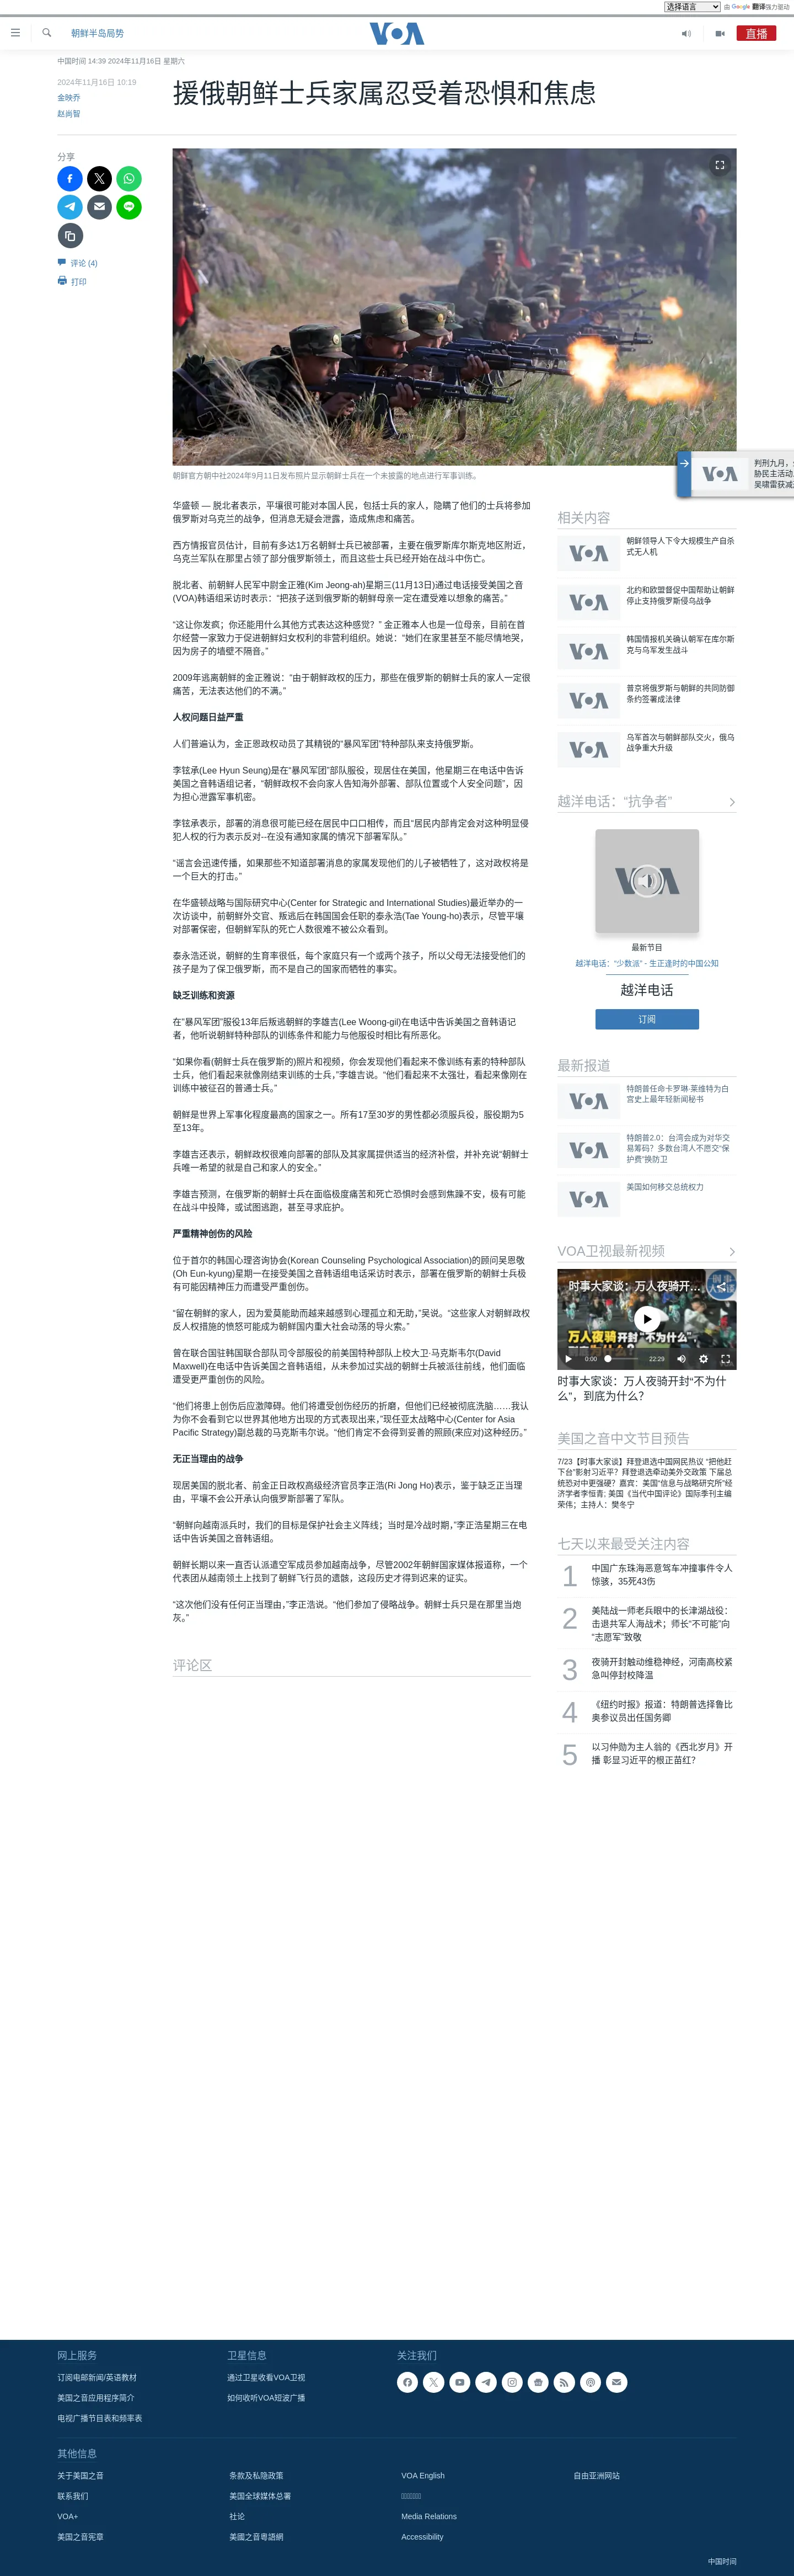 选择语言 由 Google 翻译强力驱动
朝鲜半岛局势
VOA
直播
中国时间 14:39 2024年11月16日 星期六
2024年11月16日 10:19
金映乔
赵尚智
援俄朝鲜士兵家属忍受着恐惧和焦虑
分享
评论 (4)
打印
朝鲜官方朝中社2024年9月11日发布照片显示朝鲜士兵在一个未披露的地点进行军事训练。
华盛顿 — 脱北者表示，平壤很可能对本国人民，包括士兵的家人，隐瞒了他们的士兵将参加
俄罗斯对乌克兰的战争，但消息无疑会泄露，造成焦虑和痛苦。
西方情报官员估计，目前有多达1万名朝鲜士兵已被部署，主要在俄罗斯库尔斯克地区附近，
乌克兰军队在那里占领了部分俄罗斯领土，而且这些士兵已经开始在战斗中伤亡。
脱北者、前朝鲜人民军中尉金正雅(Kim Jeong-ah)星期三(11月13日)通过电话接受美国之音
(VOA)韩语组采访时表示：“把孩子送到俄罗斯的朝鲜母亲一定在遭受难以想象的痛苦。”
“这让你发疯；你还能用什么其他方式表达这种感觉？” 金正雅本人也是一位母亲，目前在首
尔经营一家致力于促进朝鲜妇女权利的非营利组织。她说：“她们在家里甚至不能尽情地哭，
因为房子的墙壁不隔音。”
2009年逃离朝鲜的金正雅说：“由于朝鲜政权的压力，那些在俄罗斯的朝鲜士兵的家人一定很
痛苦，无法表达他们的不满。”
人权问题日益严重
人们普遍认为，金正恩政权动员了其精锐的“暴风军团”特种部队来支持俄罗斯。
李铉承(Lee Hyun Seung)是在“暴风军团”部队服役，现居住在美国，他星期三在电话中告诉
美国之音韩语组记者，“朝鲜政权不会向家人告知海外部署、部队位置或个人安全问题”，因
为担心泄露军事机密。
李铉承表示，部署的消息很可能已经在居民中口口相传，而且“居民内部肯定会对这种明显侵
犯人权的行为表示反对--在没有通知家属的情况下部署军队。”
“谣言会迅速传播，如果那些不知道部署消息的家属发现他们的儿子被牺牲了，这对政权将是
一个巨大的打击。”
在华盛顿战略与国际研究中心(Center for Strategic and International Studies)最近举办的一
次访谈中，前朝鲜外交官、叛逃后在韩国国会任职的泰永浩(Tae Young-ho)表示，尽管平壤
对部署保密，但朝鲜军队的死亡人数很难不被公众看到。
泰永浩还说，朝鲜的生育率很低，每个家庭只有一个或两个孩子，所以父母无法接受他们的
孩子是为了保卫俄罗斯，而不是自己的国家而牺牲的事实。
缺乏训练和资源
在”暴风军团”服役13年后叛逃朝鲜的李雄吉(Lee Woong-gil)在电话中告诉美国之音韩语记
者，他听说朝鲜特种部队的训练条件和能力与他服役时相比有所恶化。
“如果你看(朝鲜士兵在俄罗斯的)照片和视频，你会发现他们看起来不像训练有素的特种部队
士兵，他们看起来就像刚结束训练的士兵，”李雄吉说。“他们看起来不太强壮，看起来像刚在
训练中被征召的普通士兵。”
朝鲜是世界上军事化程度最高的国家之一。所有17至30岁的男性都必须服兵役，服役期为5
至13年。
李雄吉还表示，朝鲜政权很难向部署的部队及其家属提供适当的经济补偿，并补充说“朝鲜士
兵唯一希望的就是自己和家人的安全。”
李雄吉预测，在俄罗斯的朝鲜士兵在面临极度痛苦和死亡恐惧时会感到焦躁不安，极有可能
在战斗中投降，或试图逃跑，甚至寻求庇护。
严重精神创伤的风险
位于首尔的韩国心理咨询协会(Korean Counseling Psychological Association)的顾问吴恩敬
(Oh Eun-kyung)星期一在接受美国之音韩语组电话采访时表示，部署在俄罗斯的朝鲜士兵极
有可能因精神压力而遭受严重创伤。
“留在朝鲜的家人，因为爱莫能助而越来越感到心理孤立和无助，”吴说。“这些家人对朝鲜政权
反人权措施的愤怒可能成为朝鲜国内重大社会动荡的导火索。”
曾在联合国驻韩国联合部队司令部服役的前美国特种部队上校大卫·马克斯韦尔(David
Maxwell)在电话中告诉美国之音韩语组，从未参加过实战的朝鲜士兵被派往前线，他们面临
遭受更严重创伤的风险。
“他们将患上创伤后应激障碍。他们将遭受创伤经历的折磨，但他们已经被彻底洗脑……我认
为你不会看到它以世界其他地方出现的方式表现出来，”现任亚太战略中心(Center for Asia
Pacific Strategy)副总裁的马克斯韦尔说。“他们肯定不会得到妥善的照顾(来应对)这种经历。”
无正当理由的战争
现居美国的脱北者、前金正日政权高级经济官员李正浩(Ri Jong Ho)表示，鉴于缺乏正当理
由，平壤不会公开承认向俄罗斯部署了军队。
“朝鲜向越南派兵时，我们的目标是保护社会主义阵线；当时是冷战时期，”李正浩星期三在电
话中告诉美国之音韩语组。
朝鲜长期以来一直否认派遣空军成员参加越南战争，尽管2002年朝鲜国家媒体报道称，一个
代表团从越南领土上找到了朝鲜飞行员的遗骸，这段历史才得到迟来的证实。
“这次他们没有任何正当理由，”李正浩说。“他们参加了侵略战争。朝鲜士兵只是在那里当炮
灰。”
评论区
判刑九月，
胁民主活动
吴啸雷获减
相关内容
朝鲜领导人下令大规模生产自杀
式无人机
北约和欧盟督促中国帮助让朝鲜
停止支持俄罗斯侵乌战争
韩国情报机关确认朝军在库尔斯
克与乌军发生战斗
普京将俄罗斯与朝鲜的共同防御
条约签署成法律
乌军首次与朝鲜部队交火，俄乌
战争重大升级
越洋电话：“抗争者”
最新节目
越洋电话：“少数派” - 生正逢时的中国公知
越洋电话
订阅
最新报道
特朗普任命卡罗琳·莱维特为白
宫史上最年轻新闻秘书
特朗普2.0：台湾会成为对华交
易筹码？多数台湾人不愿交“保
护费”换防卫
美国如何移交总统权力
VOA卫视最新视频
时事大家谈：万人夜骑开…
万人夜骑开封“不为什么”，
0:00 22:29
时事大家谈：万人夜骑开封“不为什
么”，到底为什么？
美国之音中文节目预告
7/23【时事大家谈】拜登退选中国网民热议 “把他赶
下台”影射习近平？拜登退选牵动美外交政策 下届总
统恐对中更强硬？嘉宾：美国“信息与战略研究所”经
济学者李恒青; 美国《当代中国评论》国际季刊主编
荣伟；主持人：樊冬宁
七天以来最受关注内容
1 中国广东珠海恶意驾车冲撞事件令人
惊骇，35死43伤
2 美陆战一师老兵眼中的长津湖战役：
击退共军人海战术；师长“不可能”向
“志愿军”致敬
3 夜骑开封触动维稳神经，河南高校紧
急叫停封校降温
4 《纽约时报》报道：特朗普选择鲁比
奥参议员出任国务卿
5 以习仲勋为主人翁的《西北岁月》开
播 彰显习近平的根正苗红？
网上服务
订阅电邮新闻/英语教材
美国之音应用程序简介
电视广播节目表和频率表
卫星信息
通过卫星收看VOA卫视
如何收听VOA短波广播
关注我们
其他信息
关于美国之音
联系我们
VOA+
美国之音宪章
条款及私隐政策
美国全球媒体总署
社论
美國之音粵語網
VOA English
Media Relations
Accessibility
自由亚洲网站
中国时间